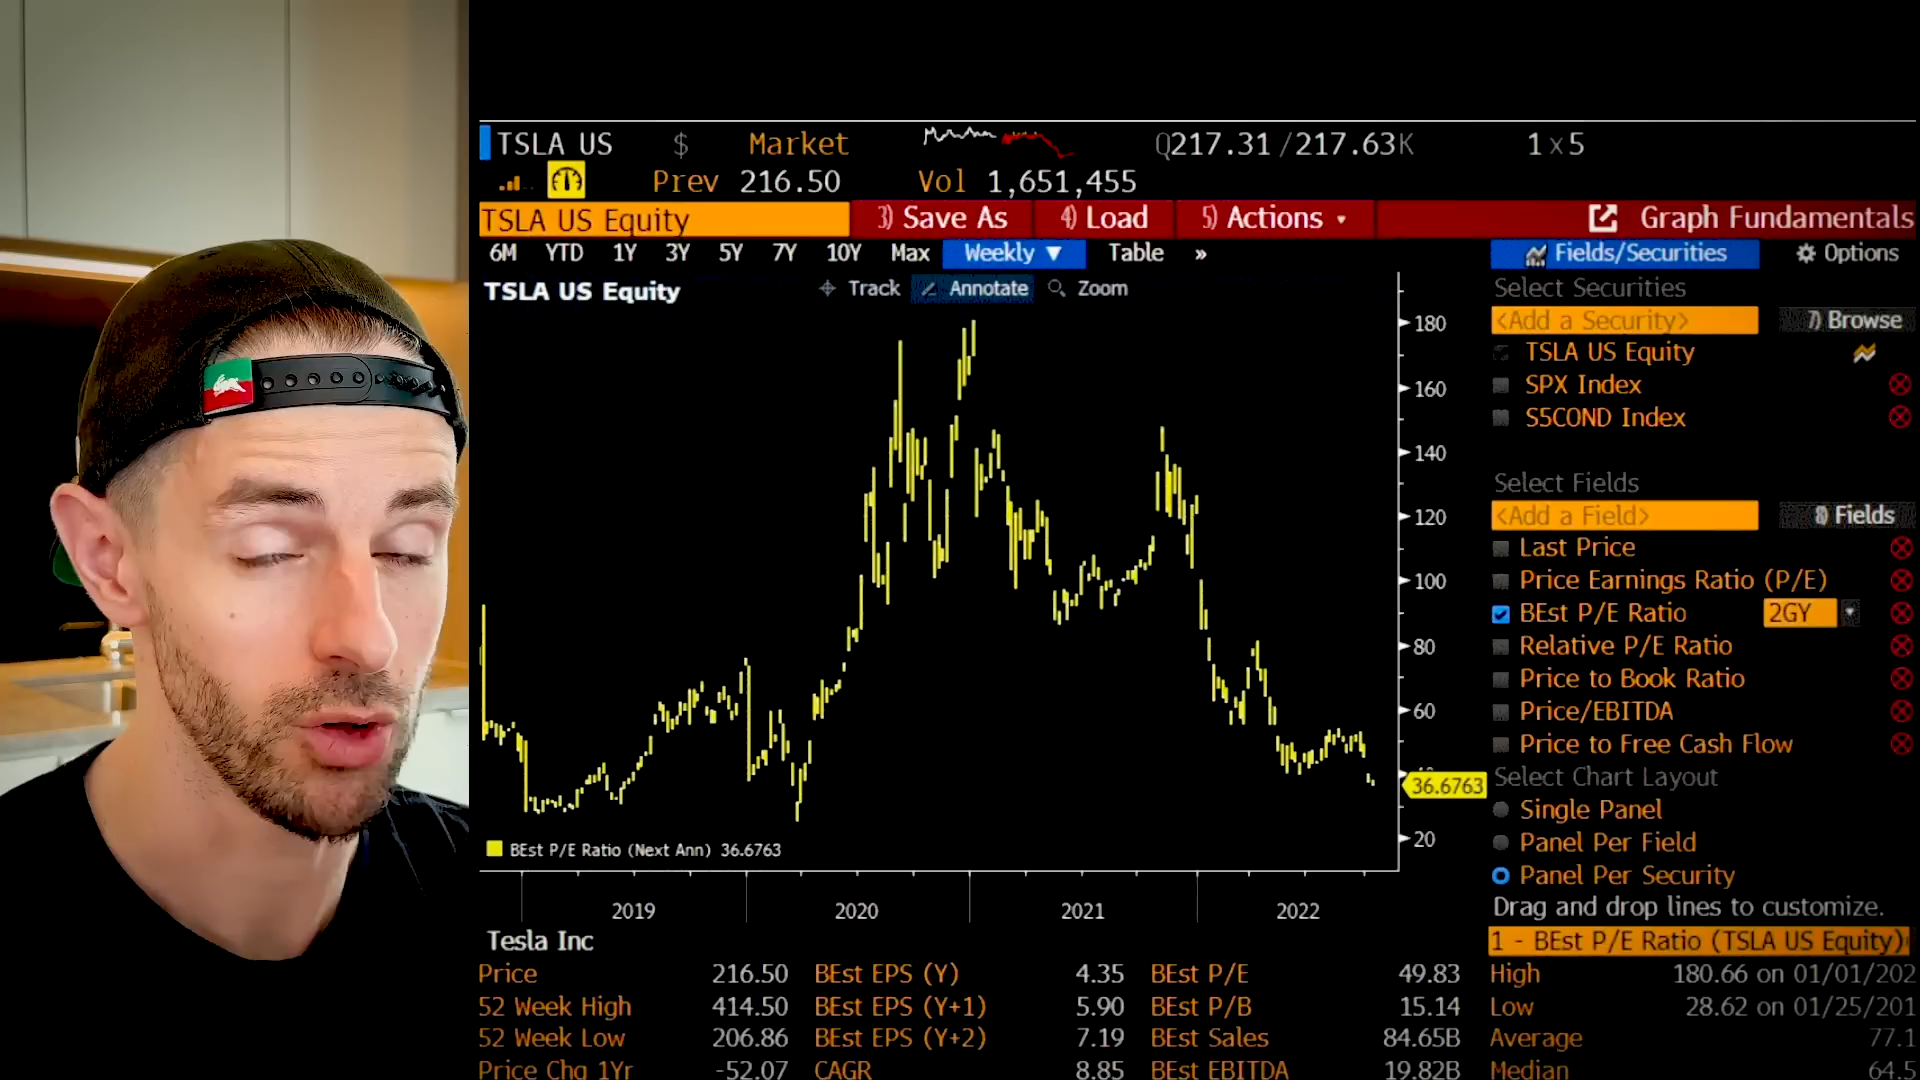 TSLA US $ Market Q217.31 /217.63K 1x5
Prev 216.50 Vol 1,651,455
TSLA US Equity 3) Save As 4) Load 5) Actions Graph Fundamentals
6M YTD 1Y 3Y 5Y 7Y 10Y Max Weekly ▼ Table » Fields/Securities Options
TSLA US Equity Track Annotate Zoom Select Securities
<Add a Security> 7) Browse
TSLA US Equity
SPX Index
S5COND Index
Select Fields
<Add a Field> 8) Fields
Last Price
Price Earnings Ratio (P/E)
BEst P/E Ratio 2GY
Relative P/E Ratio
Price to Book Ratio
Price/EBITDA
Price to Free Cash Flow
Select Chart Layout
Single Panel
Panel Per Field
Panel Per Security
Drag and drop lines to customize.
180
160
140
120
100
80
60
36.6763
20
BEst P/E Ratio (Next Ann) 36.6763
2019 2020 2021 2022
Tesla Inc 1 - BEst P/E Ratio (TSLA US Equity)
Price 216.50 BEst EPS (Y) 4.35 BEst P/E 49.83 High 180.66 on 01/01/202
52 Week High 414.50 BEst EPS (Y+1) 5.90 BEst P/B 15.14 Low 28.62 on 01/25/201
52 Week Low 206.86 BEst EPS (Y+2) 7.19 BEst Sales 84.65B Average 77.1
Price Chg 1Yr -52.07 CAGR 8.85 BEst EBITDA 19.82B Median 64.5